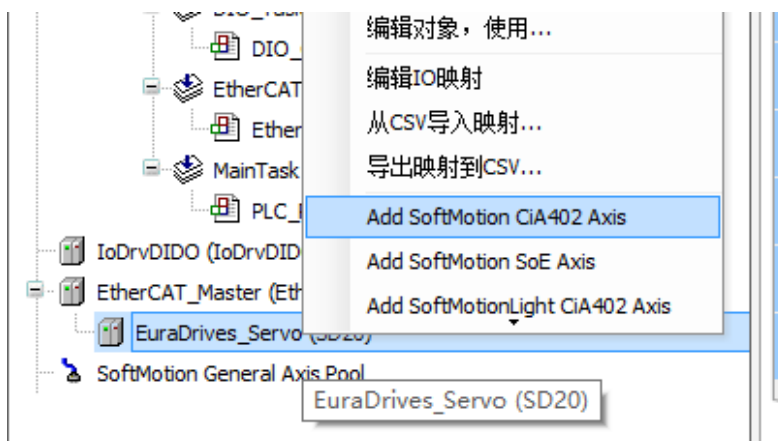 编辑对象，使用...
DIO_
编辑IO映射
EtherCAT
从CSV导入映射...
Ether
导出映射到CSV...
MainTask
PLC_
Add SoftMotion CiA402 Axis
IoDrvDIDO (IoDrvDID
Add SoftMotion SoE Axis
EtherCAT_Master (Eth
Add SoftMotionLight CiA402 Axis
EuraDrives_Servo (SD20)
SoftMotion General Axis Pool
EuraDrives_Servo (SD20)